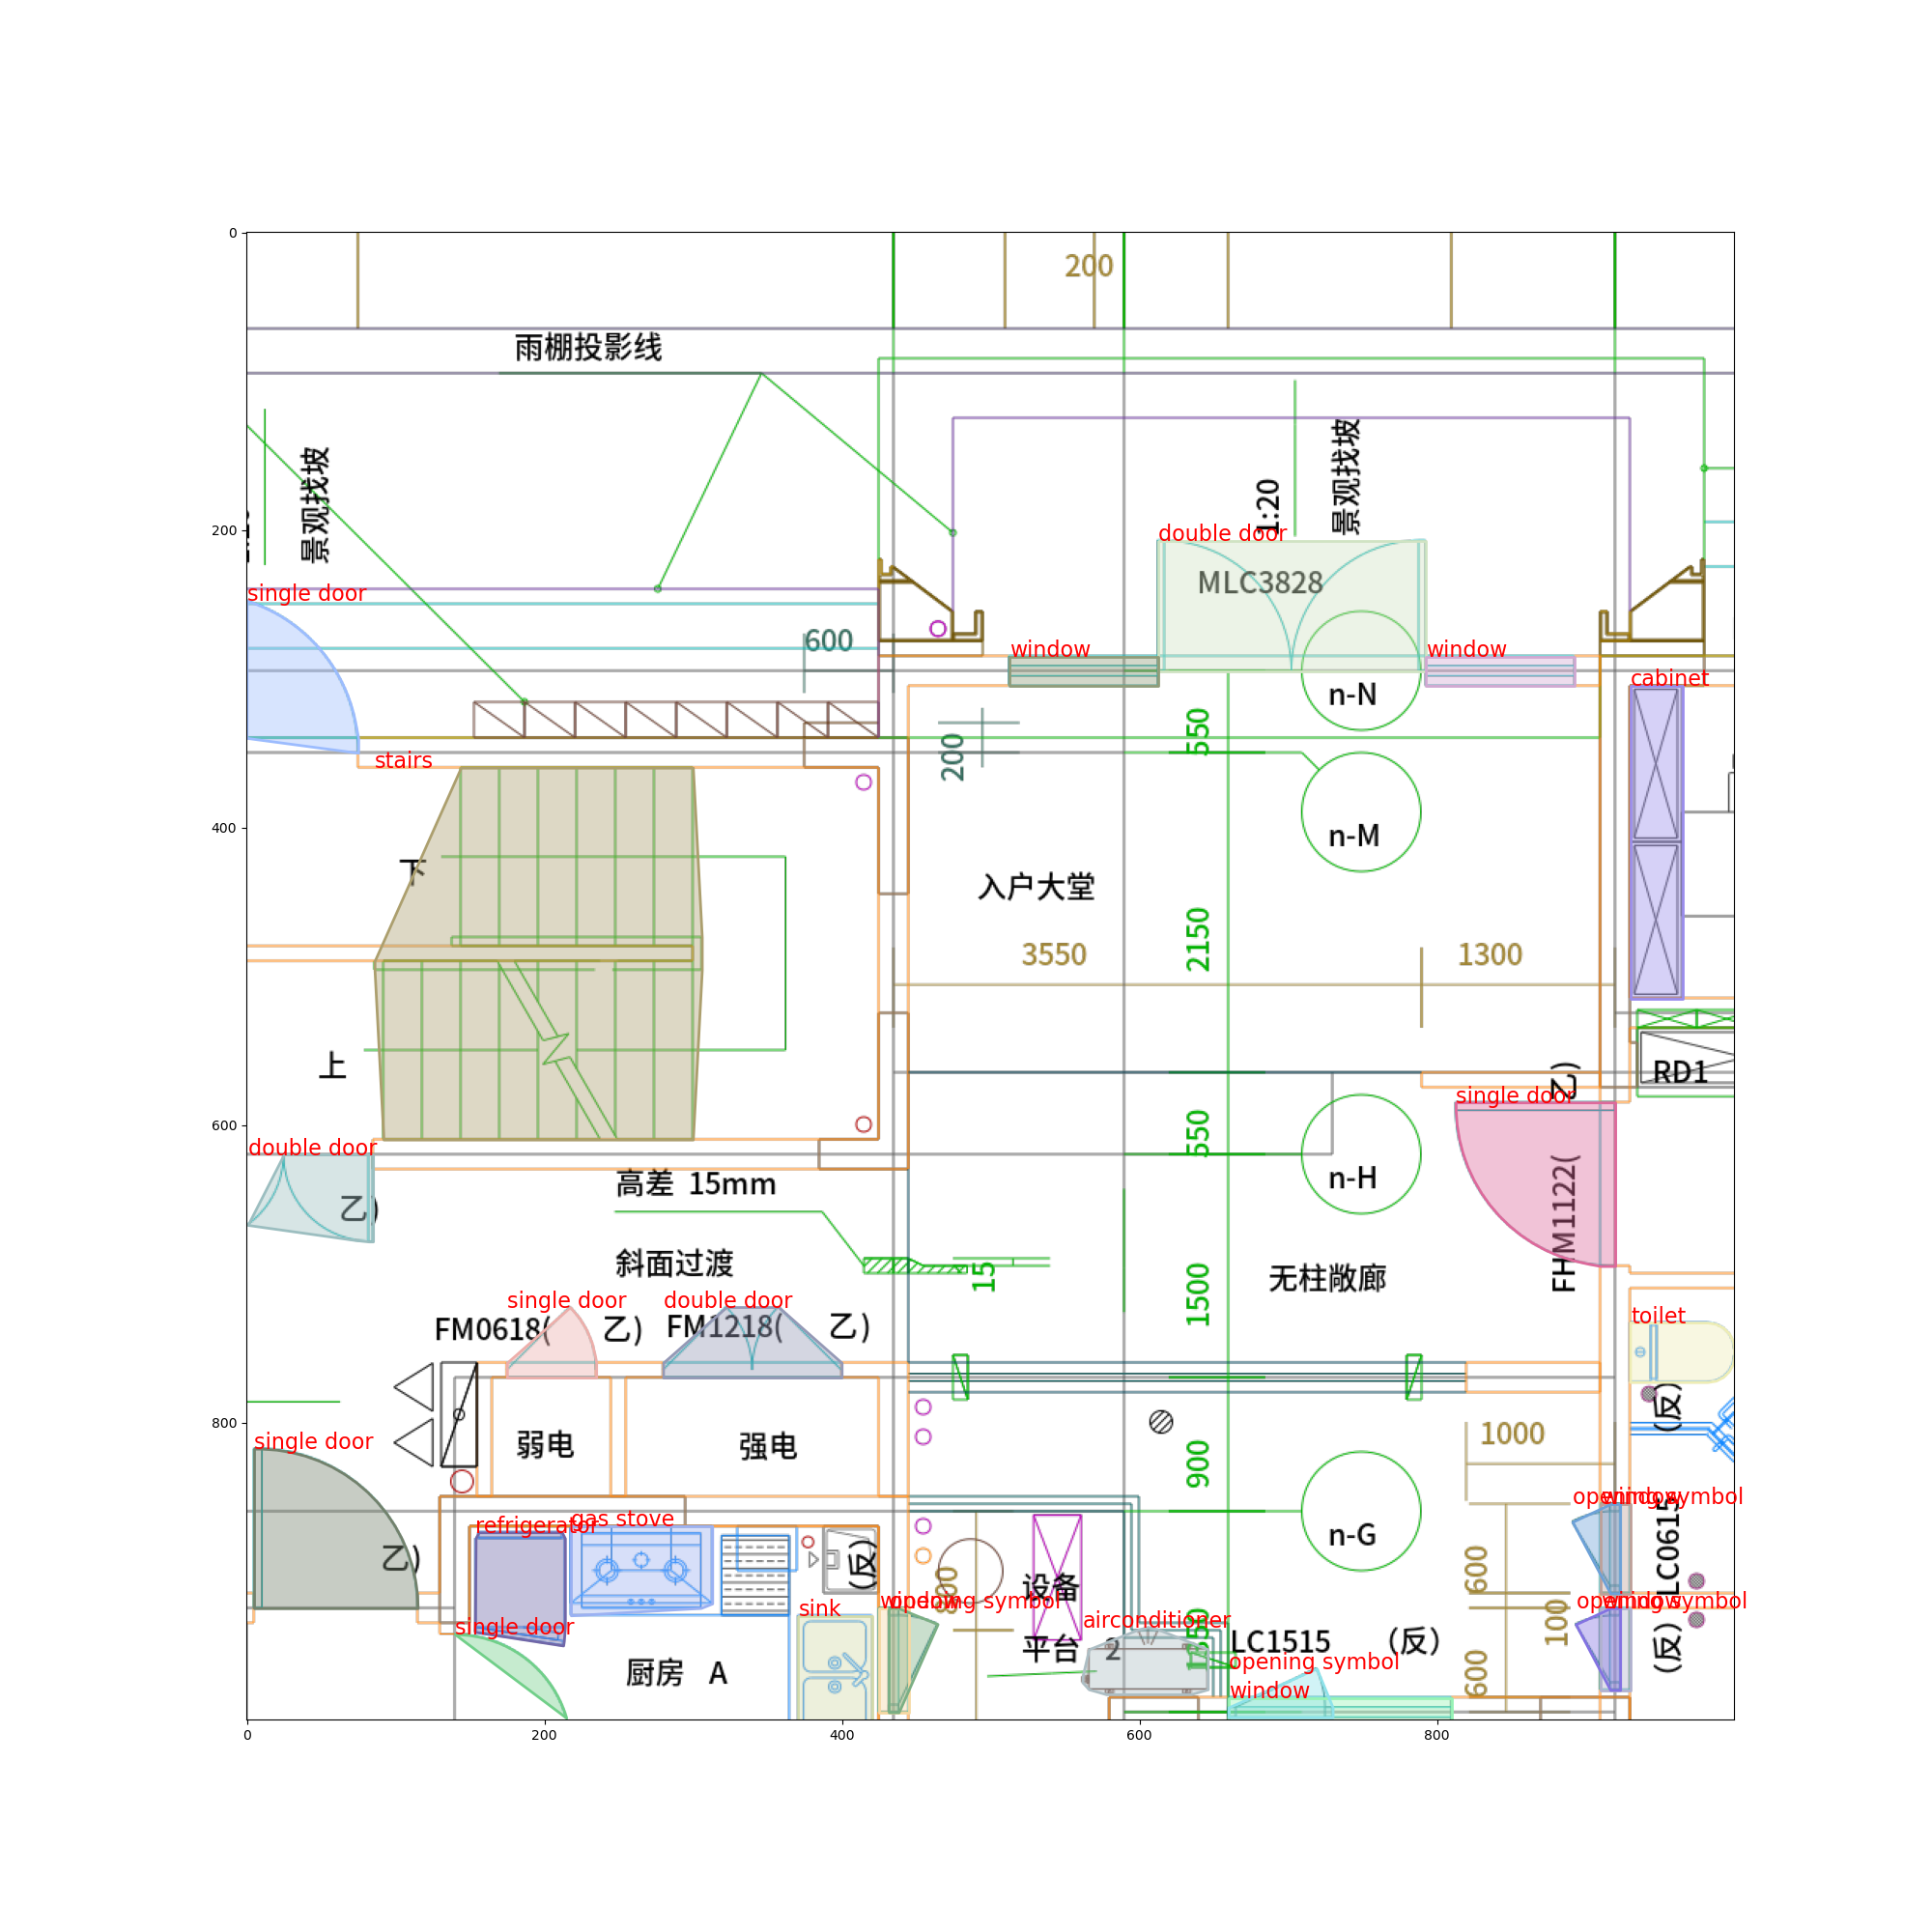 0
200
雨棚投影线
景观找坡
1:20
景观找坡
200
double door
MLC3828
single door
600
window
window
cabinet
n-N
550
200
stairs
400
n-M
下
入户大堂
2150
3550
1300
上
乙)
RD1
single door
600
550
double door
乙)
高差 15mm
n-H
FHM1122(
斜面过渡
15
1500
无柱敞廊
single door
double door
toilet
FM0618(
乙)
FM1218(
乙)
800
(反)
single door
弱电
强电
1000
900
opening symbol
window
refrigerator
gas stove
n-G
乙)
(反)
设备
600
LC0615
800
window
opening symbol
opening symbol
window
sink
single door
airconditioner
100
平台 2
LC1515
(反)
(反)
厨房 A
opening symbol
600
window
0
200
400
600
800